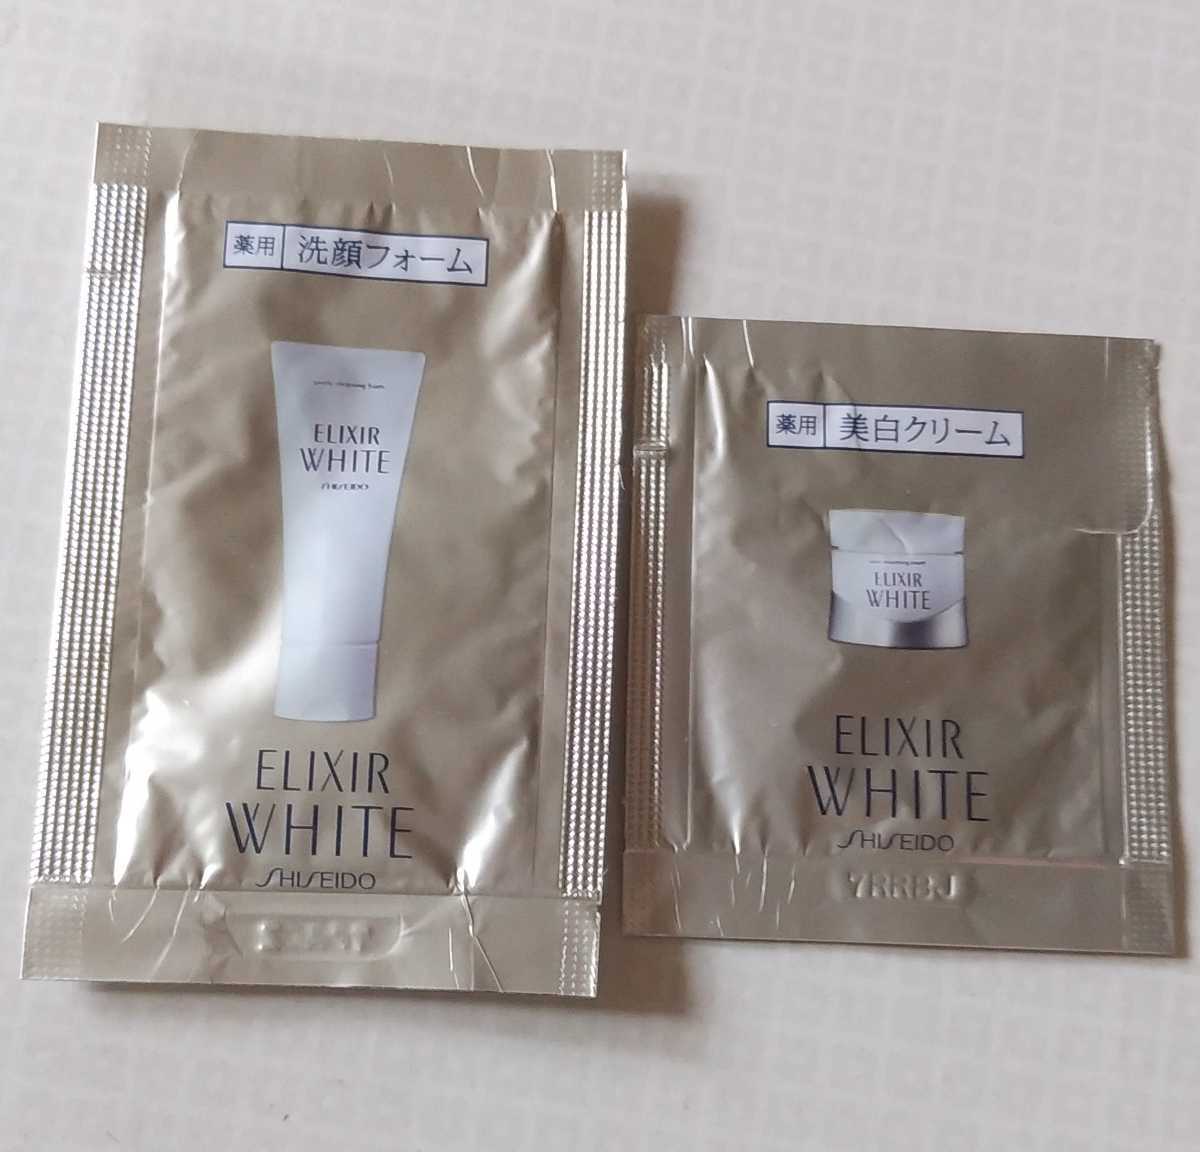 薬用 洗顔フォーム
ELIXIR
WHITE
SHISEIDO
ELIXIR
WHITE
SHISEIDO
薬用 美白クリーム
ELIXIR
WHITE
ELIXIR
WHITE
SHISEIDO
7RRBJ